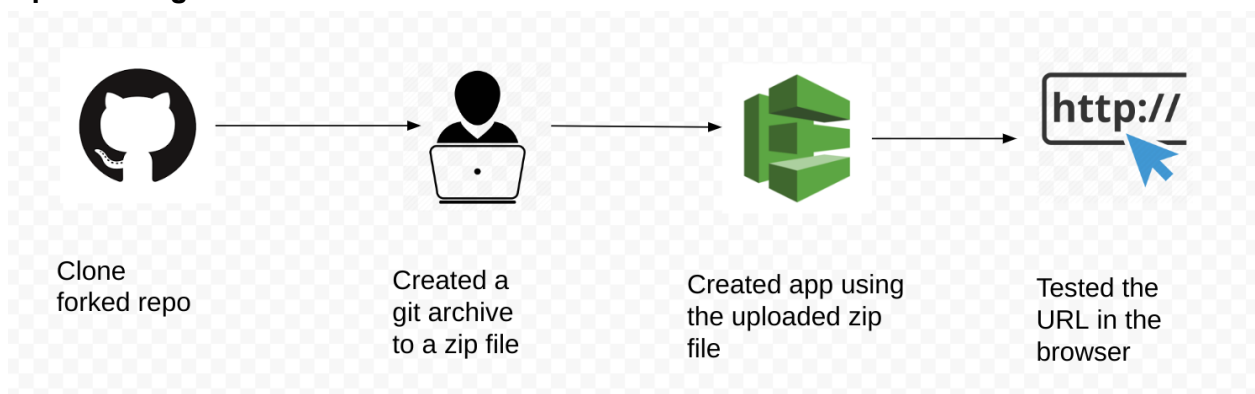 http://
Clone
forked repo
Created a
git archive
to a zip file
Created app using
the uploaded zip
file
Tested the
URL in the
browser